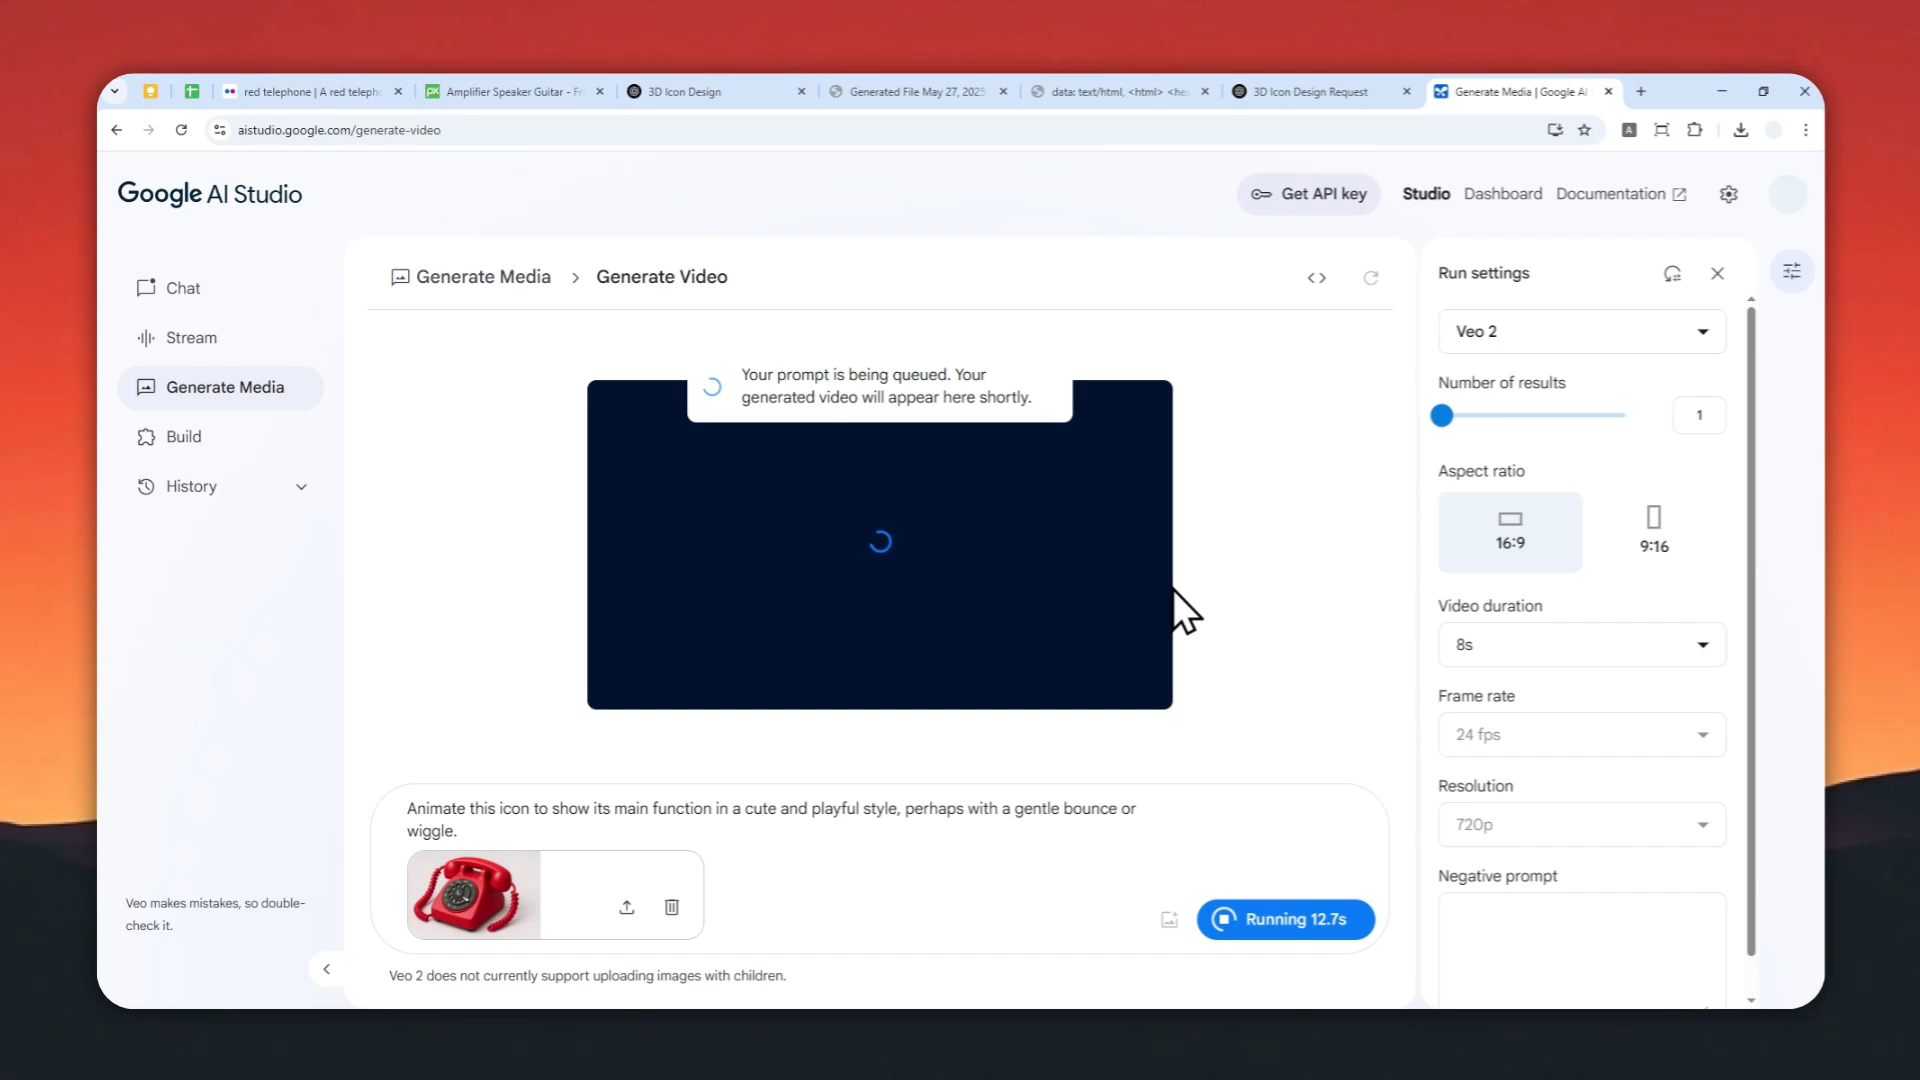 red telephone | A red teleph
Amplifier Speaker Guitar - Fr
3D Icon Design
Generated File May 27, 2025
data: text/html, <html> <he
3D Icon Design Request
Generate Media | Google AI
aistudio.google.com/generate-video
Google AI Studio
Get API key
Studio
Dashboard
Documentation
Chat
Stream
Generate Media
Build
History
Veo makes mistakes, so double-
check it.
Generate Media > Generate Video
Your prompt is being queued. Your
generated video will appear here shortly.
Animate this icon to show its main function in a cute and playful style, perhaps with a gentle bounce or
wiggle.
Running 12.7s
Veo 2 does not currently support uploading images with children.
Run settings
Veo 2
Number of results
1
Aspect ratio
16:9
9:16
Video duration
8s
Frame rate
24 fps
Resolution
720p
Negative prompt